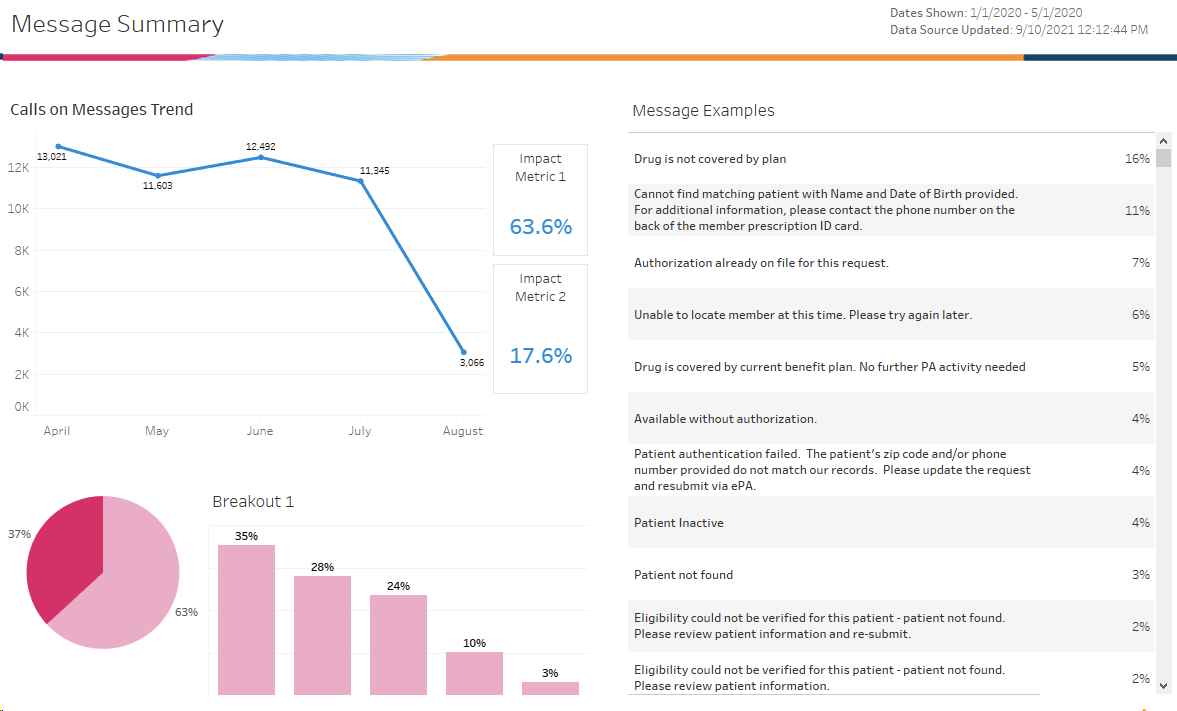 Message Summary
Dates Shown: 1/1/2020 - 5/1/2020
Data Source Updated: 9/10/2021 12:12:44 PM
Calls on Messages Trend
12K
10K
8K
6K
4K
2K
0K
13,021
11,603
12,492
11,345
3,066
April
May
June
July
August
Impact
Metric 1
63.6%
Impact
Metric 2
17.6%
37%
63%
Breakout 1
35%
28%
24%
10%
3%
Message Examples
Drug is not covered by plan
16%
Cannot find matching patient with Name and Date of Birth provided.
For additional information, please contact the phone number on the
back of the member prescription ID card.
11%
Authorization already on file for this request.
7%
Unable to locate member at this time. Please try again later.
6%
Drug is covered by current benefit plan. No further PA activity needed
5%
Available without authorization.
4%
Patient authentication failed.  The patient’s zip code and/or phone
number provided do not match our records.  Please update the request
and resubmit via ePA.
4%
Patient Inactive
4%
Patient not found
3%
Eligibility could not be verified for this patient - patient not found.
Please review patient information and re-submit.
2%
Eligibility could not be verified for this patient - patient not found.
Please review patient information.
2%